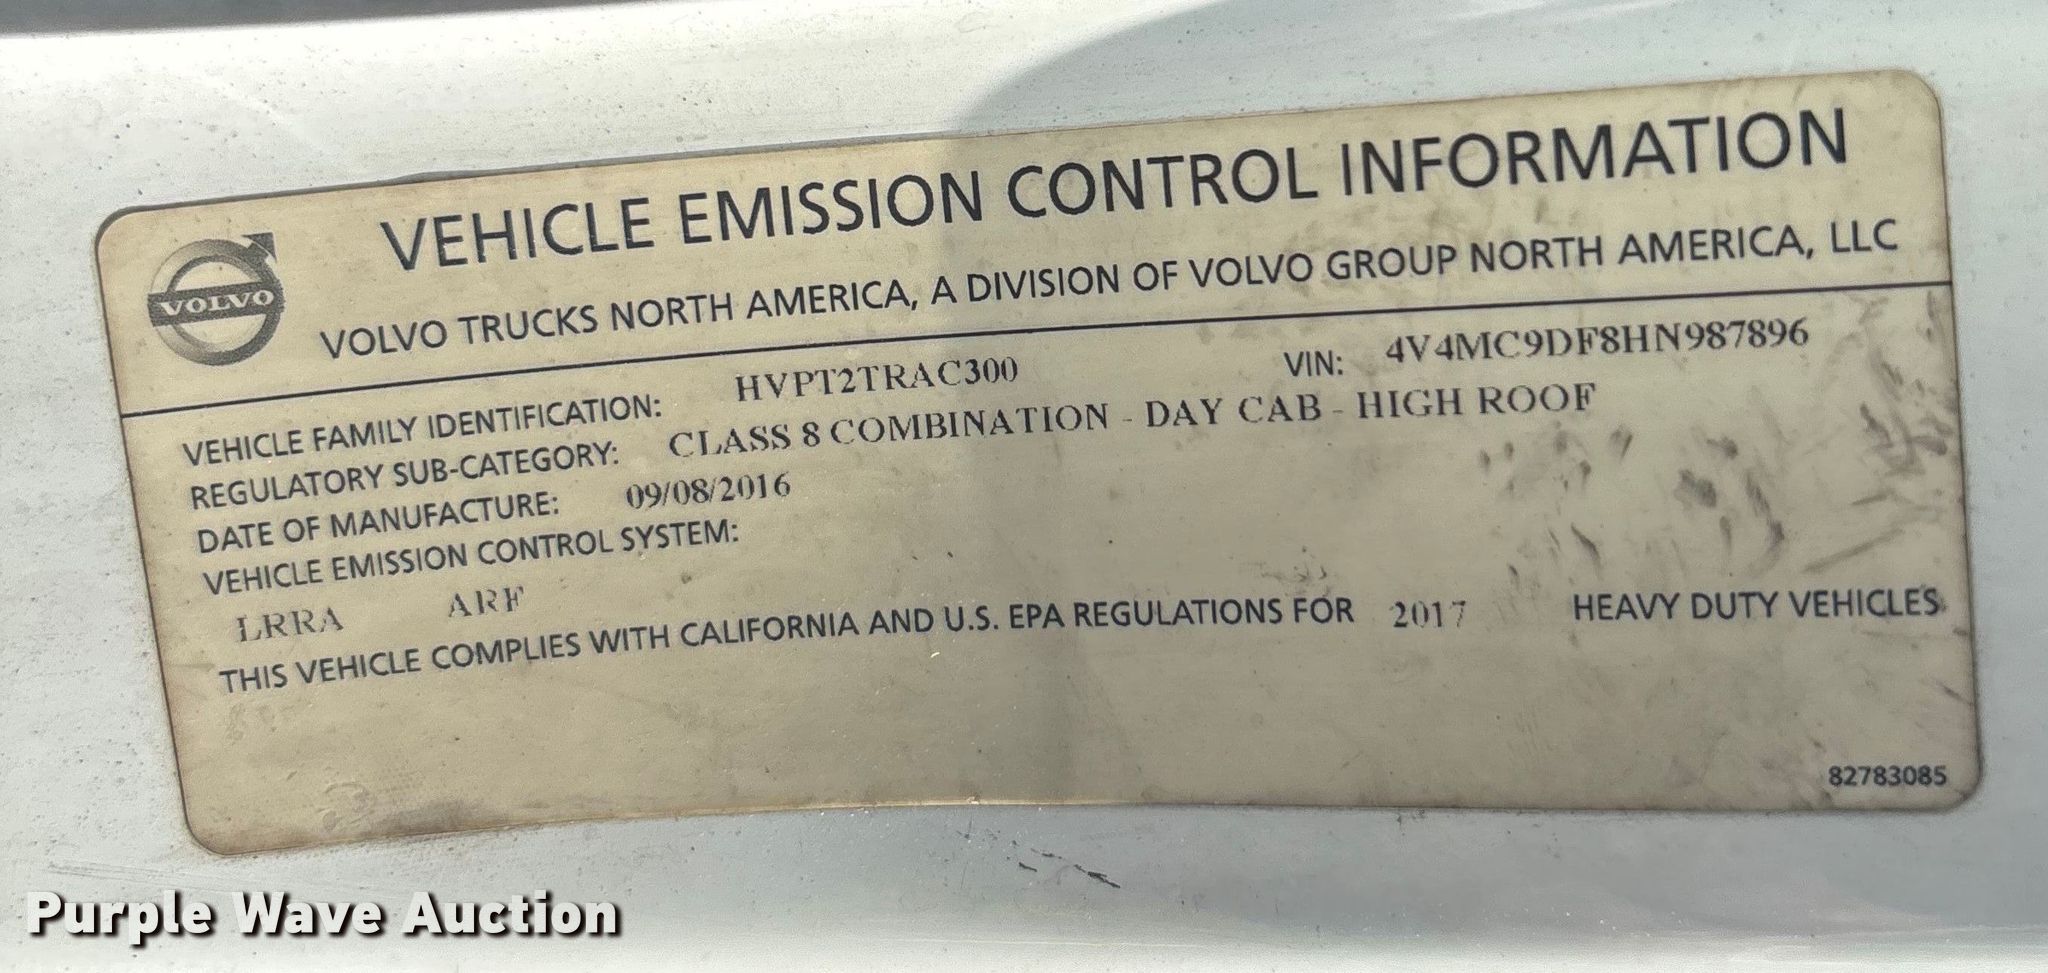 VEHICLE EMISSION CONTROL INFORMATION
VOLVO
VOLVO TRUCKS NORTH AMERICA, A DIVISION OF VOLVO GROUP NORTH AMERICA, LLC
VEHICLE FAMILY IDENTIFICATION: HVPT2TRAC300 VIN: 4V4MC9DF8HN987896
REGULATORY SUB-CATEGORY: CLASS 8 COMBINATION - DAY CAB - HIGH ROOF
DATE OF MANUFACTURE: 09/08/2016
VEHICLE EMISSION CONTROL SYSTEM:
LRRA ARF
THIS VEHICLE COMPLIES WITH CALIFORNIA AND U.S. EPA REGULATIONS FOR 2017 HEAVY DUTY VEHICLES
82783085
Purple Wave Auction